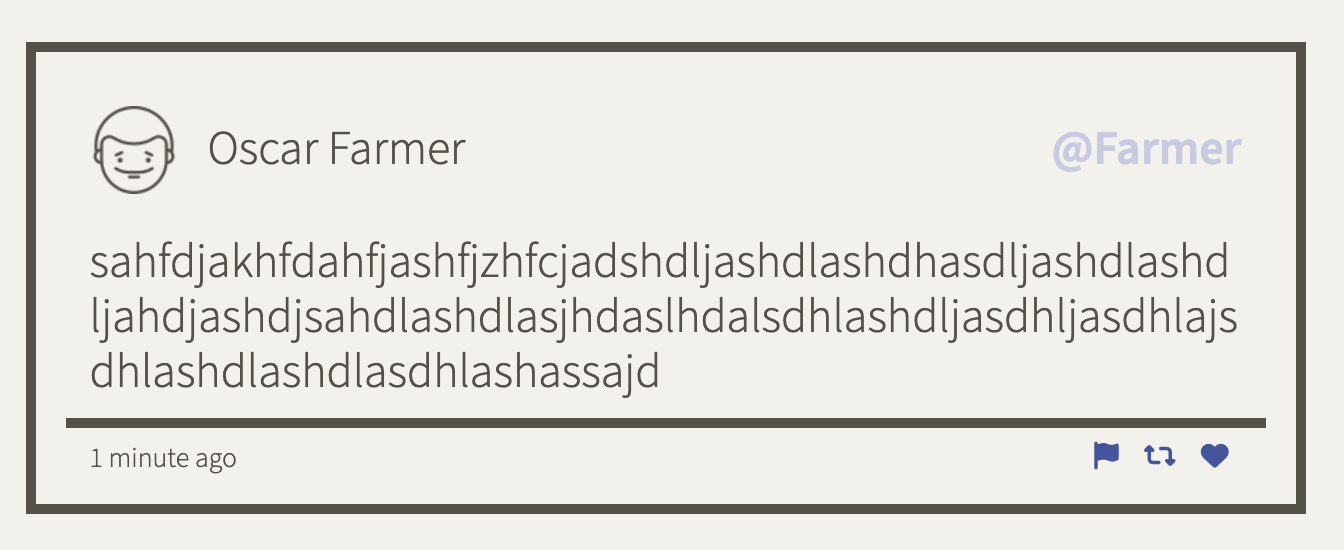 Oscar Farmer @Farmer
sahfdjakhfdahfjashfjzhfcjadshdljashdlashdhasdljashdlashd
ljahdjashdjsahdlashdlasjhdaslhdalsdhlashdljasdhljasdhlajs
dhlashdlashdlasdhlashassajd
1 minute ago